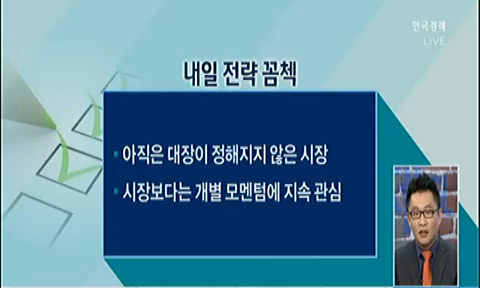 한국경제
LIVE
내일 전략 꼼첵
아직은 대장이 정해지지 않은 시장
시장보다는 개별 모멘텀에 지속 관심